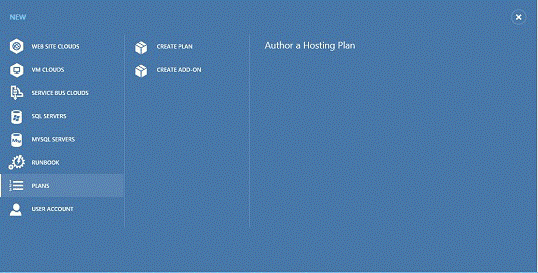 NEW
WEB SITE CLOUDS
VM CLOUDS
SERVICE BUS CLOUDS
SQL SERVERS
MYSQL SERVERS
RUNBOOK
PLANS
USER ACCOUNT
CREATE PLAN
CREATE ADD-ON
Author a Hosting Plan